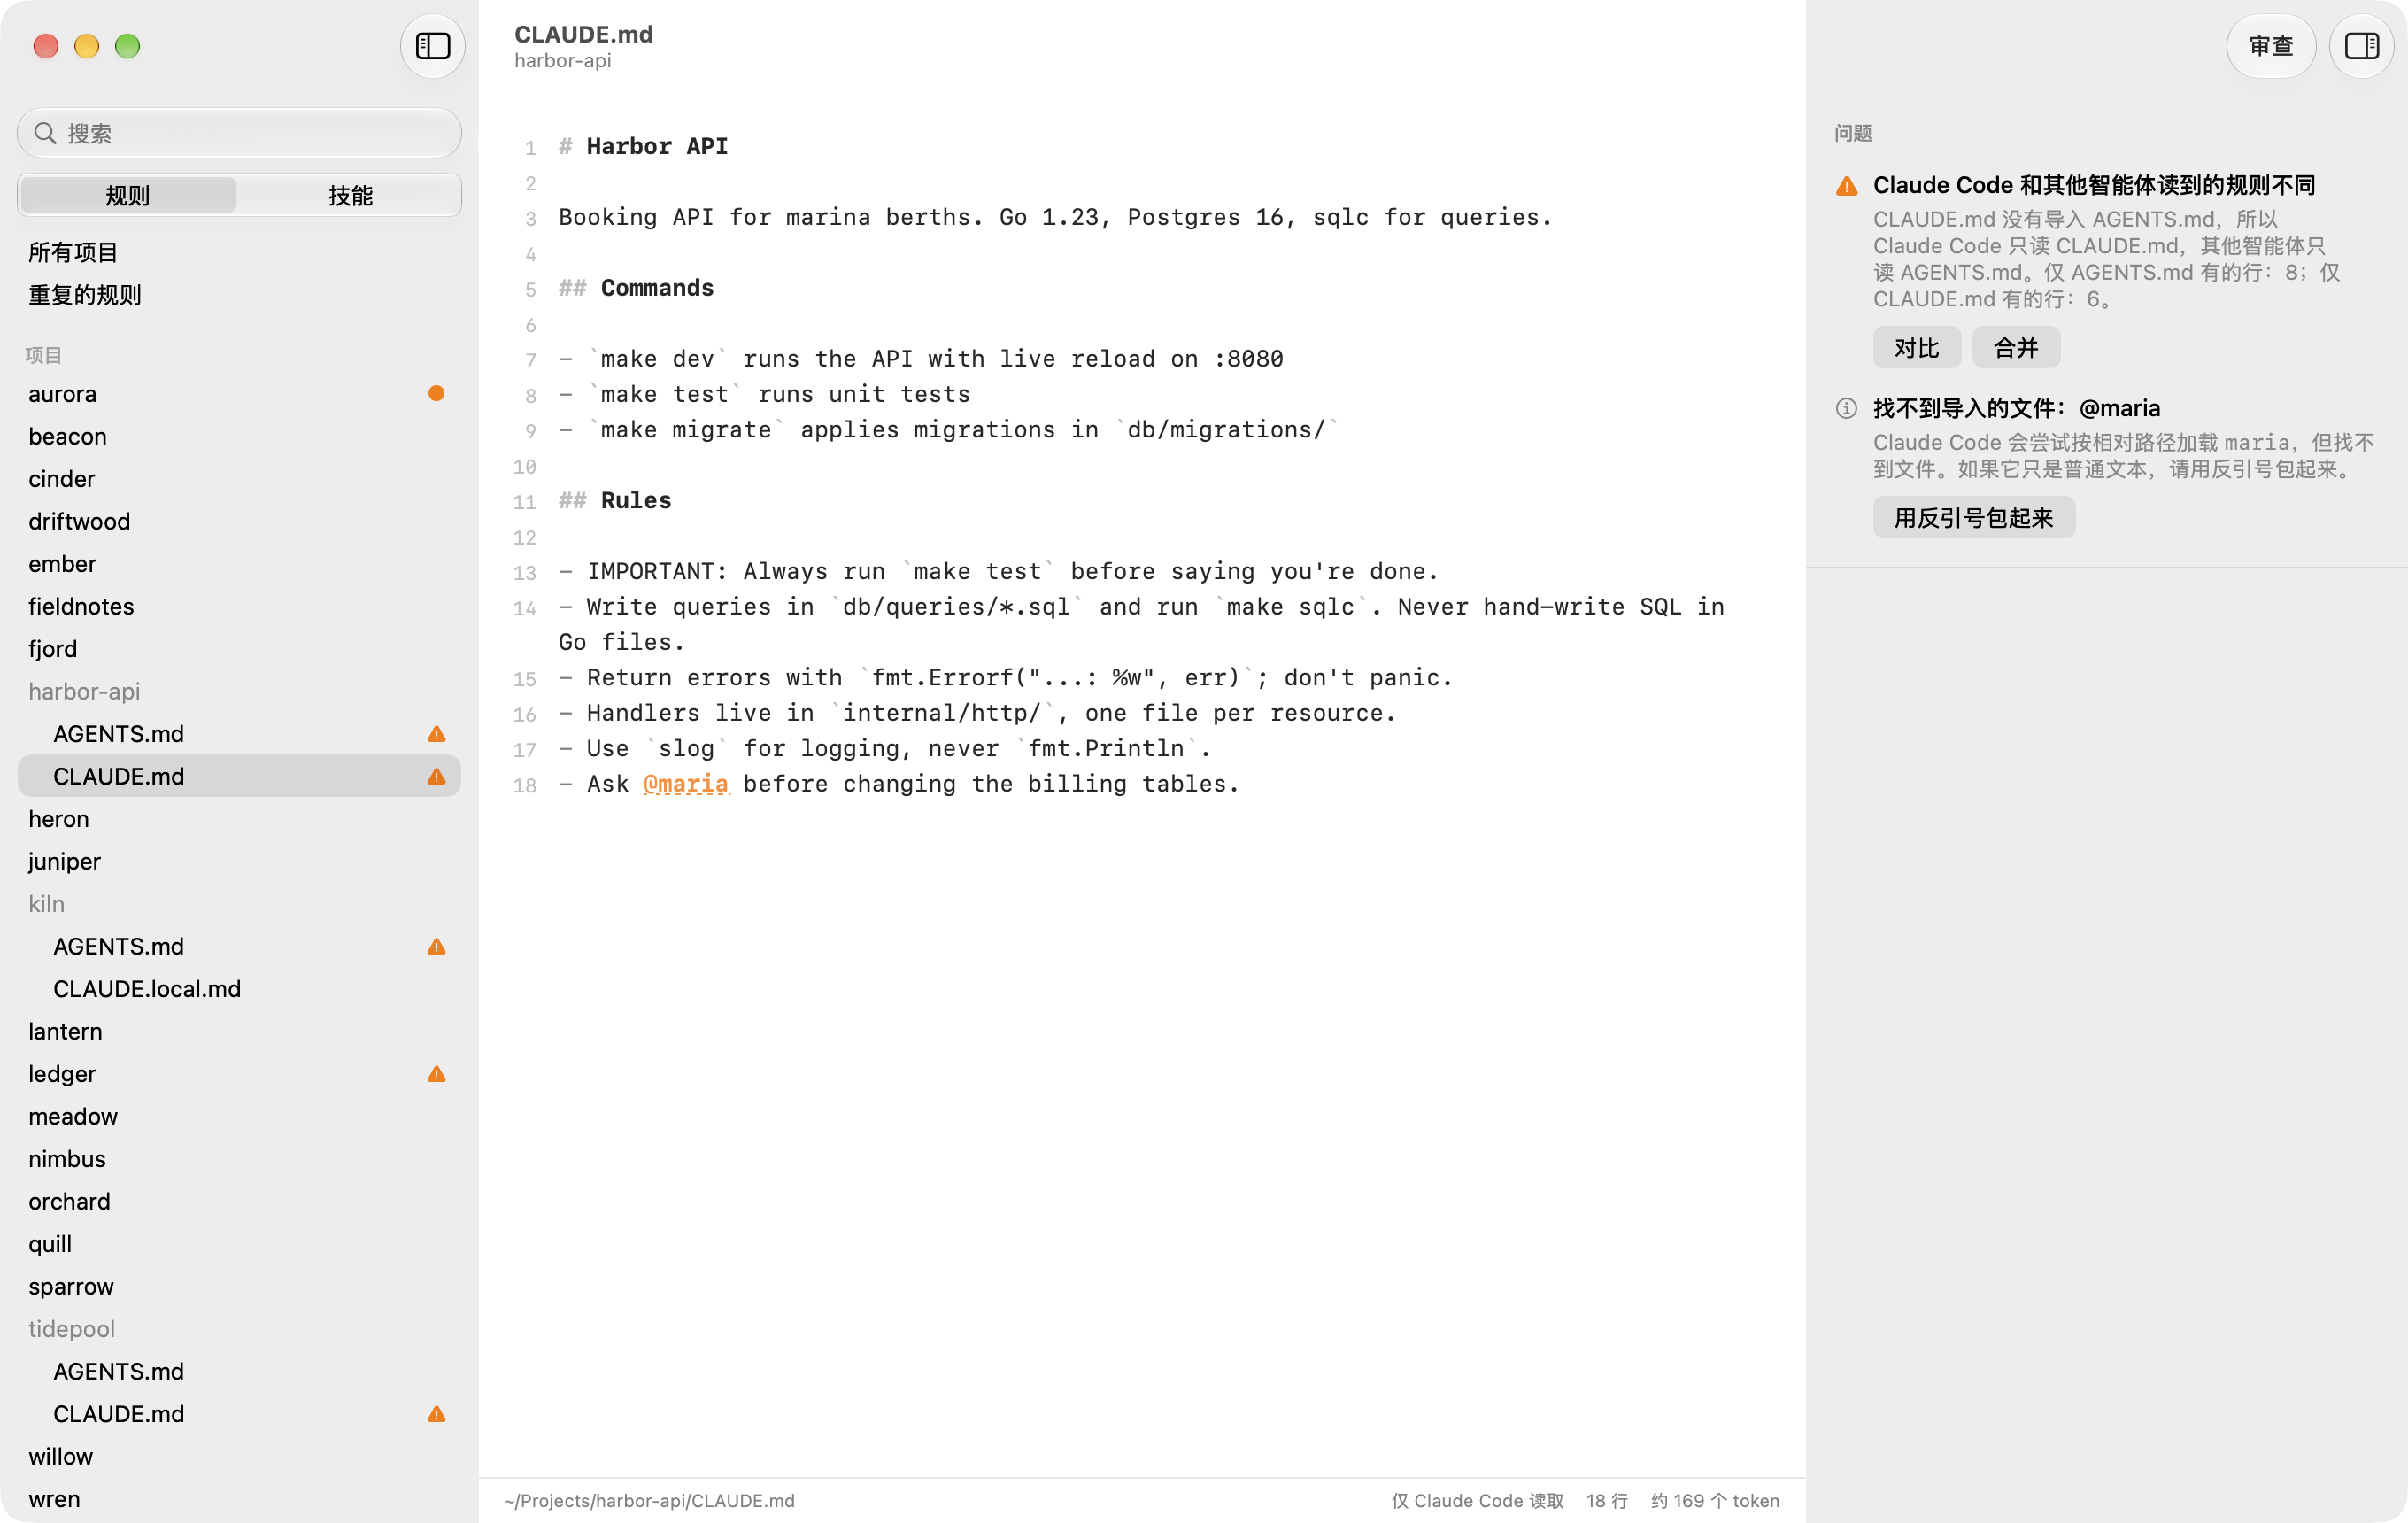 搜索
规则
技能
所有项目
重复的规则
项目
aurora
beacon
cinder
driftwood
ember
fieldnotes
fjord
harbor-api
AGENTS.md
CLAUDE.md
heron
juniper
kiln
AGENTS.md
CLAUDE.local.md
lantern
ledger
meadow
nimbus
orchard
quill
sparrow
tidepool
AGENTS.md
CLAUDE.md
willow
wren
CLAUDE.md
harbor-api
1 # Harbor API
2
3 Booking API for marina berths. Go 1.23, Postgres 16, sqlc for queries.
4
5 ## Commands
6
7 - `make dev` runs the API with live reload on :8080
8 - `make test` runs unit tests
9 - `make migrate` applies migrations in `db/migrations/`
10
11 ## Rules
12
13 - IMPORTANT: Always run `make test` before saying you're done.
14 - Write queries in `db/queries/*.sql` and run `make sqlc`. Never hand-write SQL in
Go files.
15 - Return errors with `fmt.Errorf("...: %w", err)`; don't panic.
16 - Handlers live in `internal/http/`, one file per resource.
17 - Use `slog` for logging, never `fmt.Println`.
18 - Ask @maria before changing the billing tables.
~/Projects/harbor-api/CLAUDE.md
仅 Claude Code 读取
18 行
约 169 个 token
审查
问题
Claude Code 和其他智能体读到的规则不同
CLAUDE.md 没有导入 AGENTS.md，所以
Claude Code 只读 CLAUDE.md，其他智能体只
读 AGENTS.md。仅 AGENTS.md 有的行：8；仅
CLAUDE.md 有的行：6。
对比
合并
找不到导入的文件：@maria
Claude Code 会尝试按相对路径加载 maria，但找不
到文件。如果它只是普通文本，请用反引号包起来。
用反引号包起来